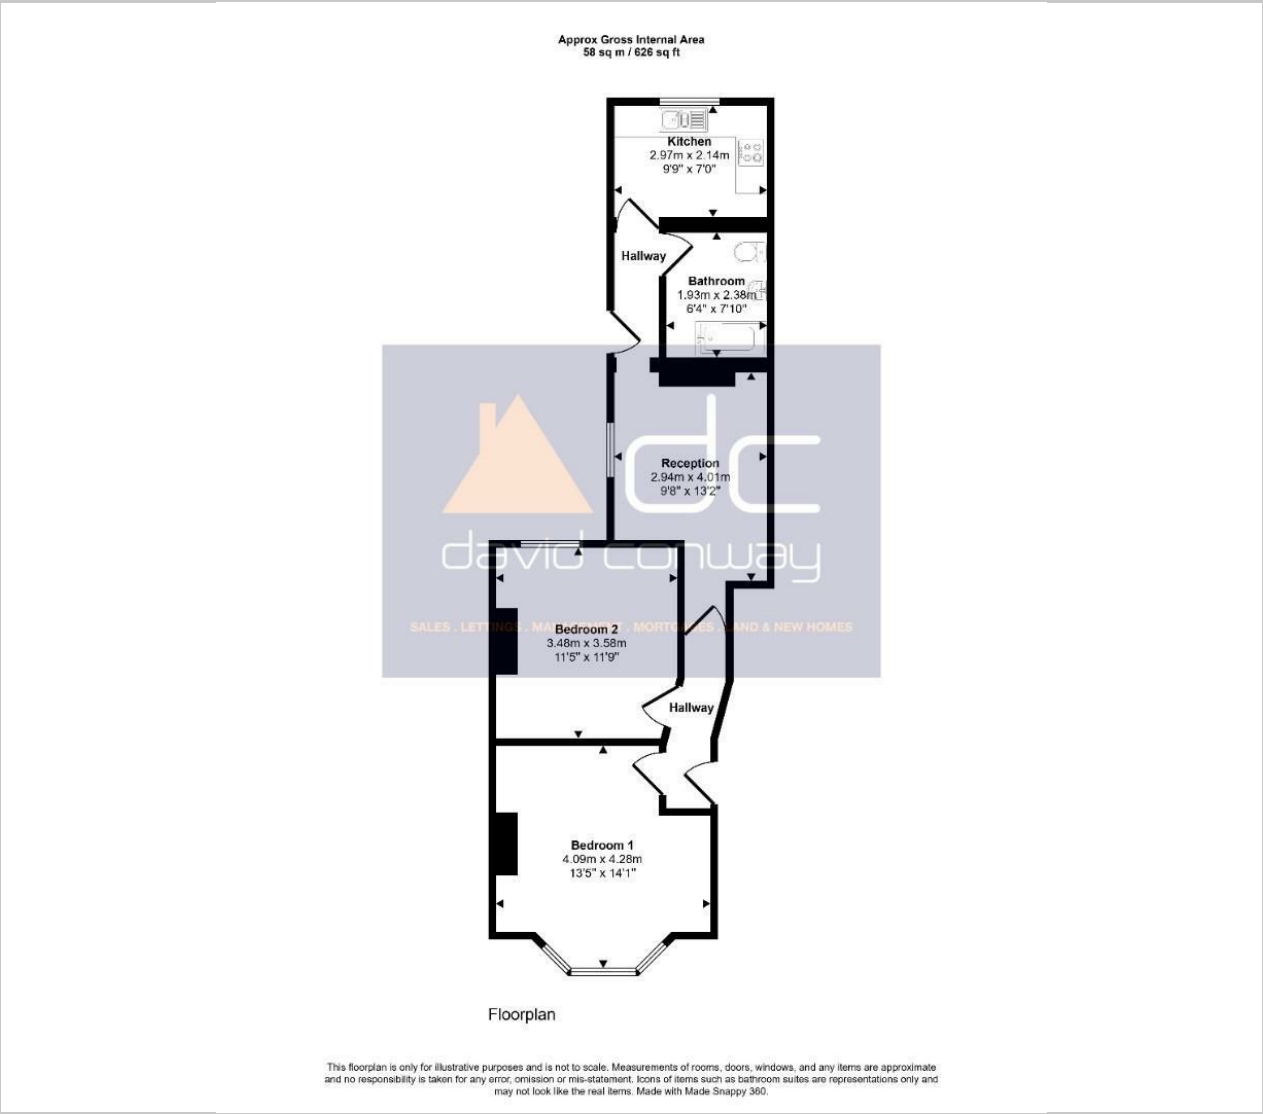 Approx Gross Internal Area
58 sq m / 626 sq ft
Kitchen
2.97m x 2.14m
9'9" x 7'0"
Hallway
Bathroom
1.93m x 2.38m
6'4" x 7'10"
dc
Reception
2.94m x 4.01m
9'8" x 13'2"
david conway
SALES . LETTINGS . MANAGEMENT . MORTGAGES . LAND & NEW HOMES
Bedroom 2
3.48m x 3.58m
11'5" x 11'9"
Hallway
Bedroom 1
4.09m x 4.28m
13'5" x 14'1"
Floorplan
This floorplan is only for illustrative purposes and is not to scale. Measurements of rooms, doors, windows, and any items are approximate
and no responsibility is taken for any error, omission or mis-statement. Icons of items such as bathroom suites are representations only and
may not look like the real items. Made with Made Snappy 360.